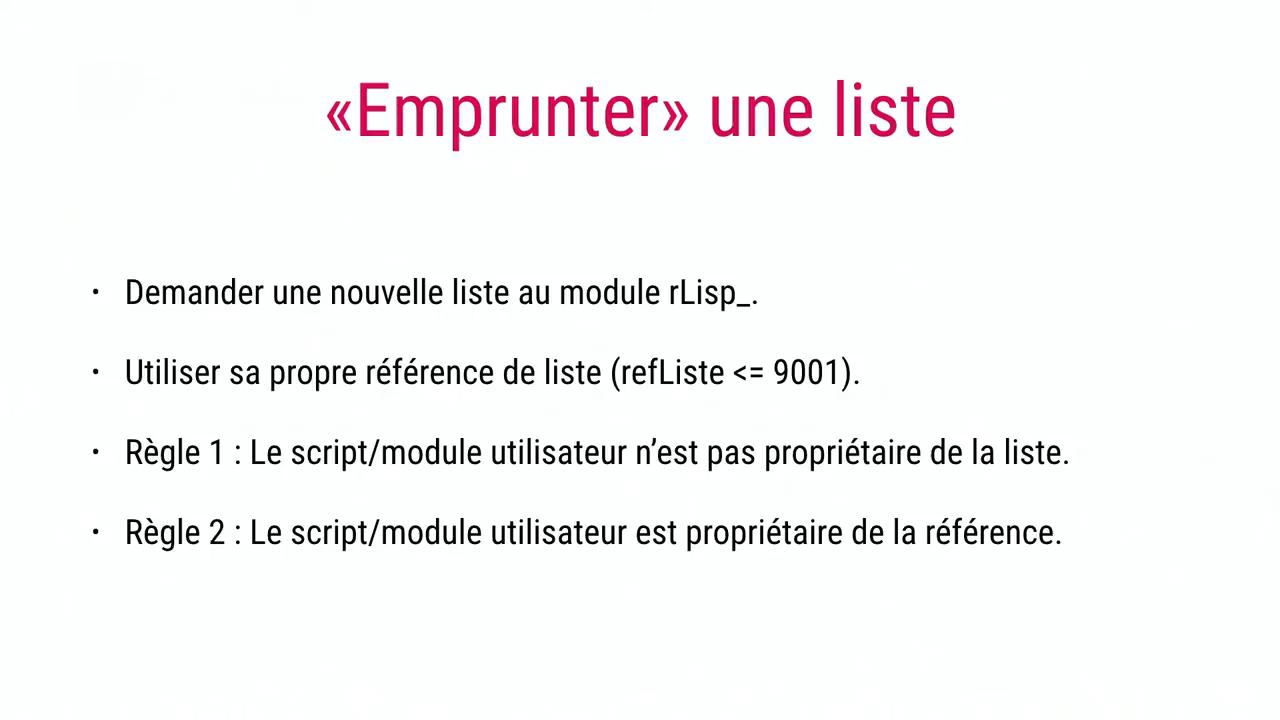 «Emprunter» une liste
• Demander une nouvelle liste au module rLisp_.
• Utiliser sa propre référence de liste (refListe <= 9001).
• Règle 1 : Le script/module utilisateur n’est pas propriétaire de la liste.
• Règle 2 : Le script/module utilisateur est propriétaire de la référence.